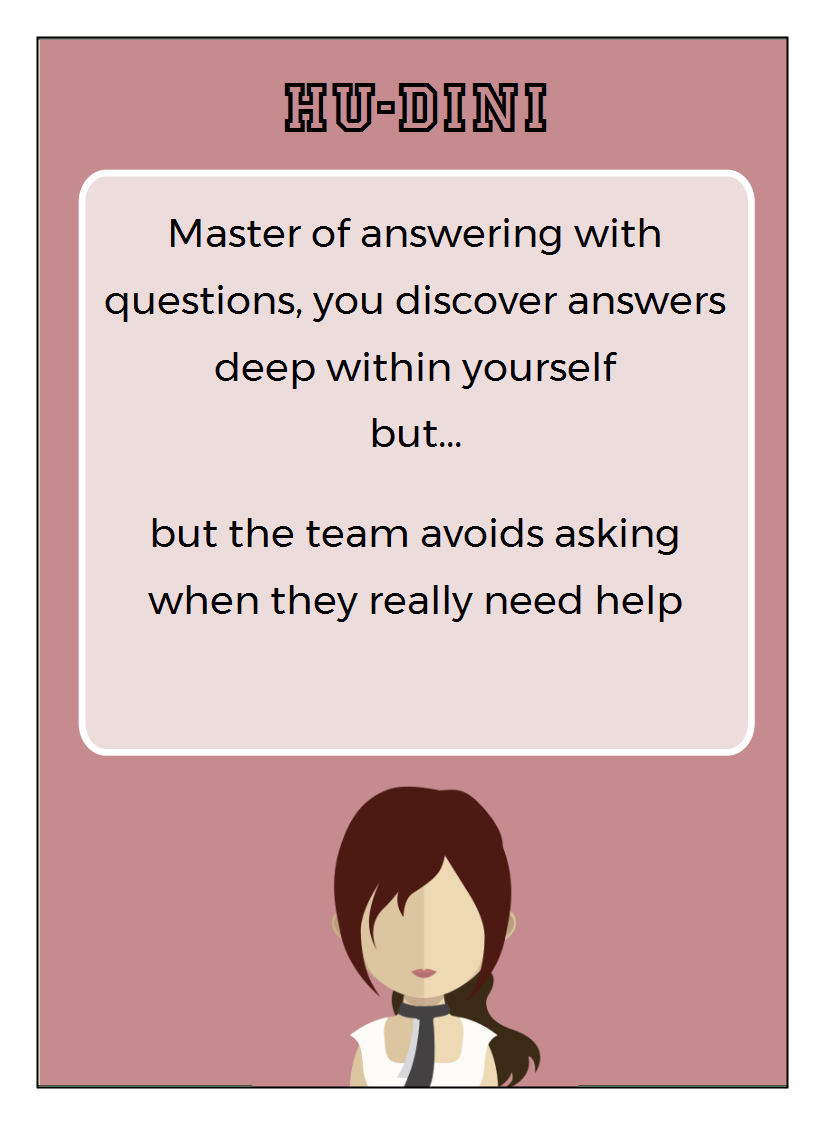 HU-DINI
Master of answering with
questions, you discover answers
deep within yourself
but...
but the team avoids asking
when they really need help